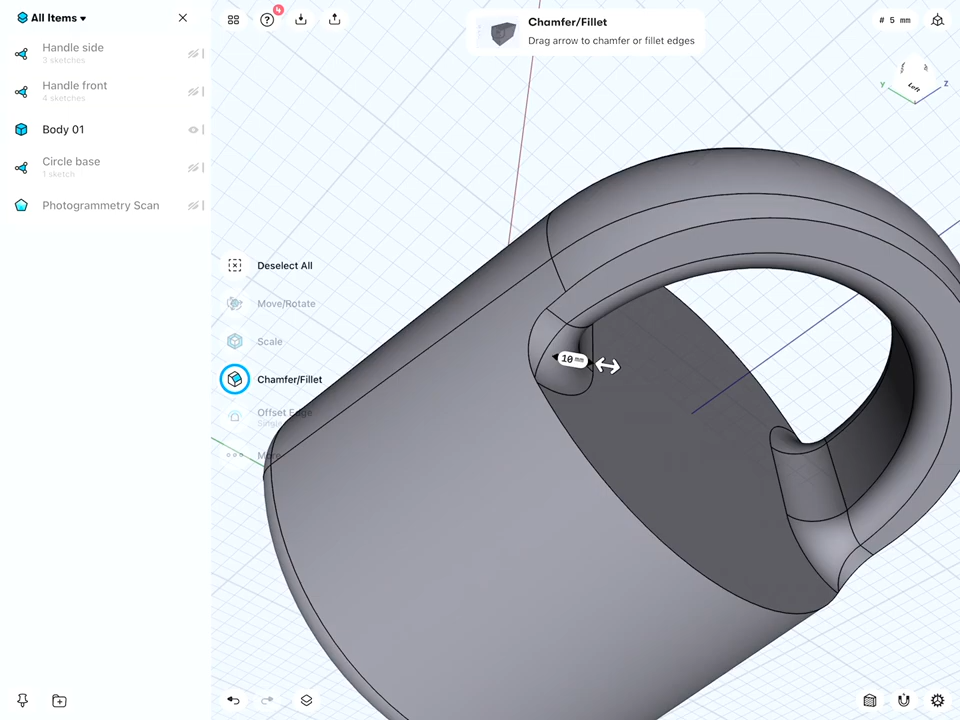 All Items
4
Chamfer/Fillet
Drag arrow to chamfer or fillet edges
# 5 mm
Handle side
3 sketches
Handle front
4 sketches
Body 01
Circle base
1 sketch
Photogrammetry Scan
y
Left
z
Deselect All
Move/Rotate
Scale
10 mm
Chamfer/Fillet
Offset Edge
More